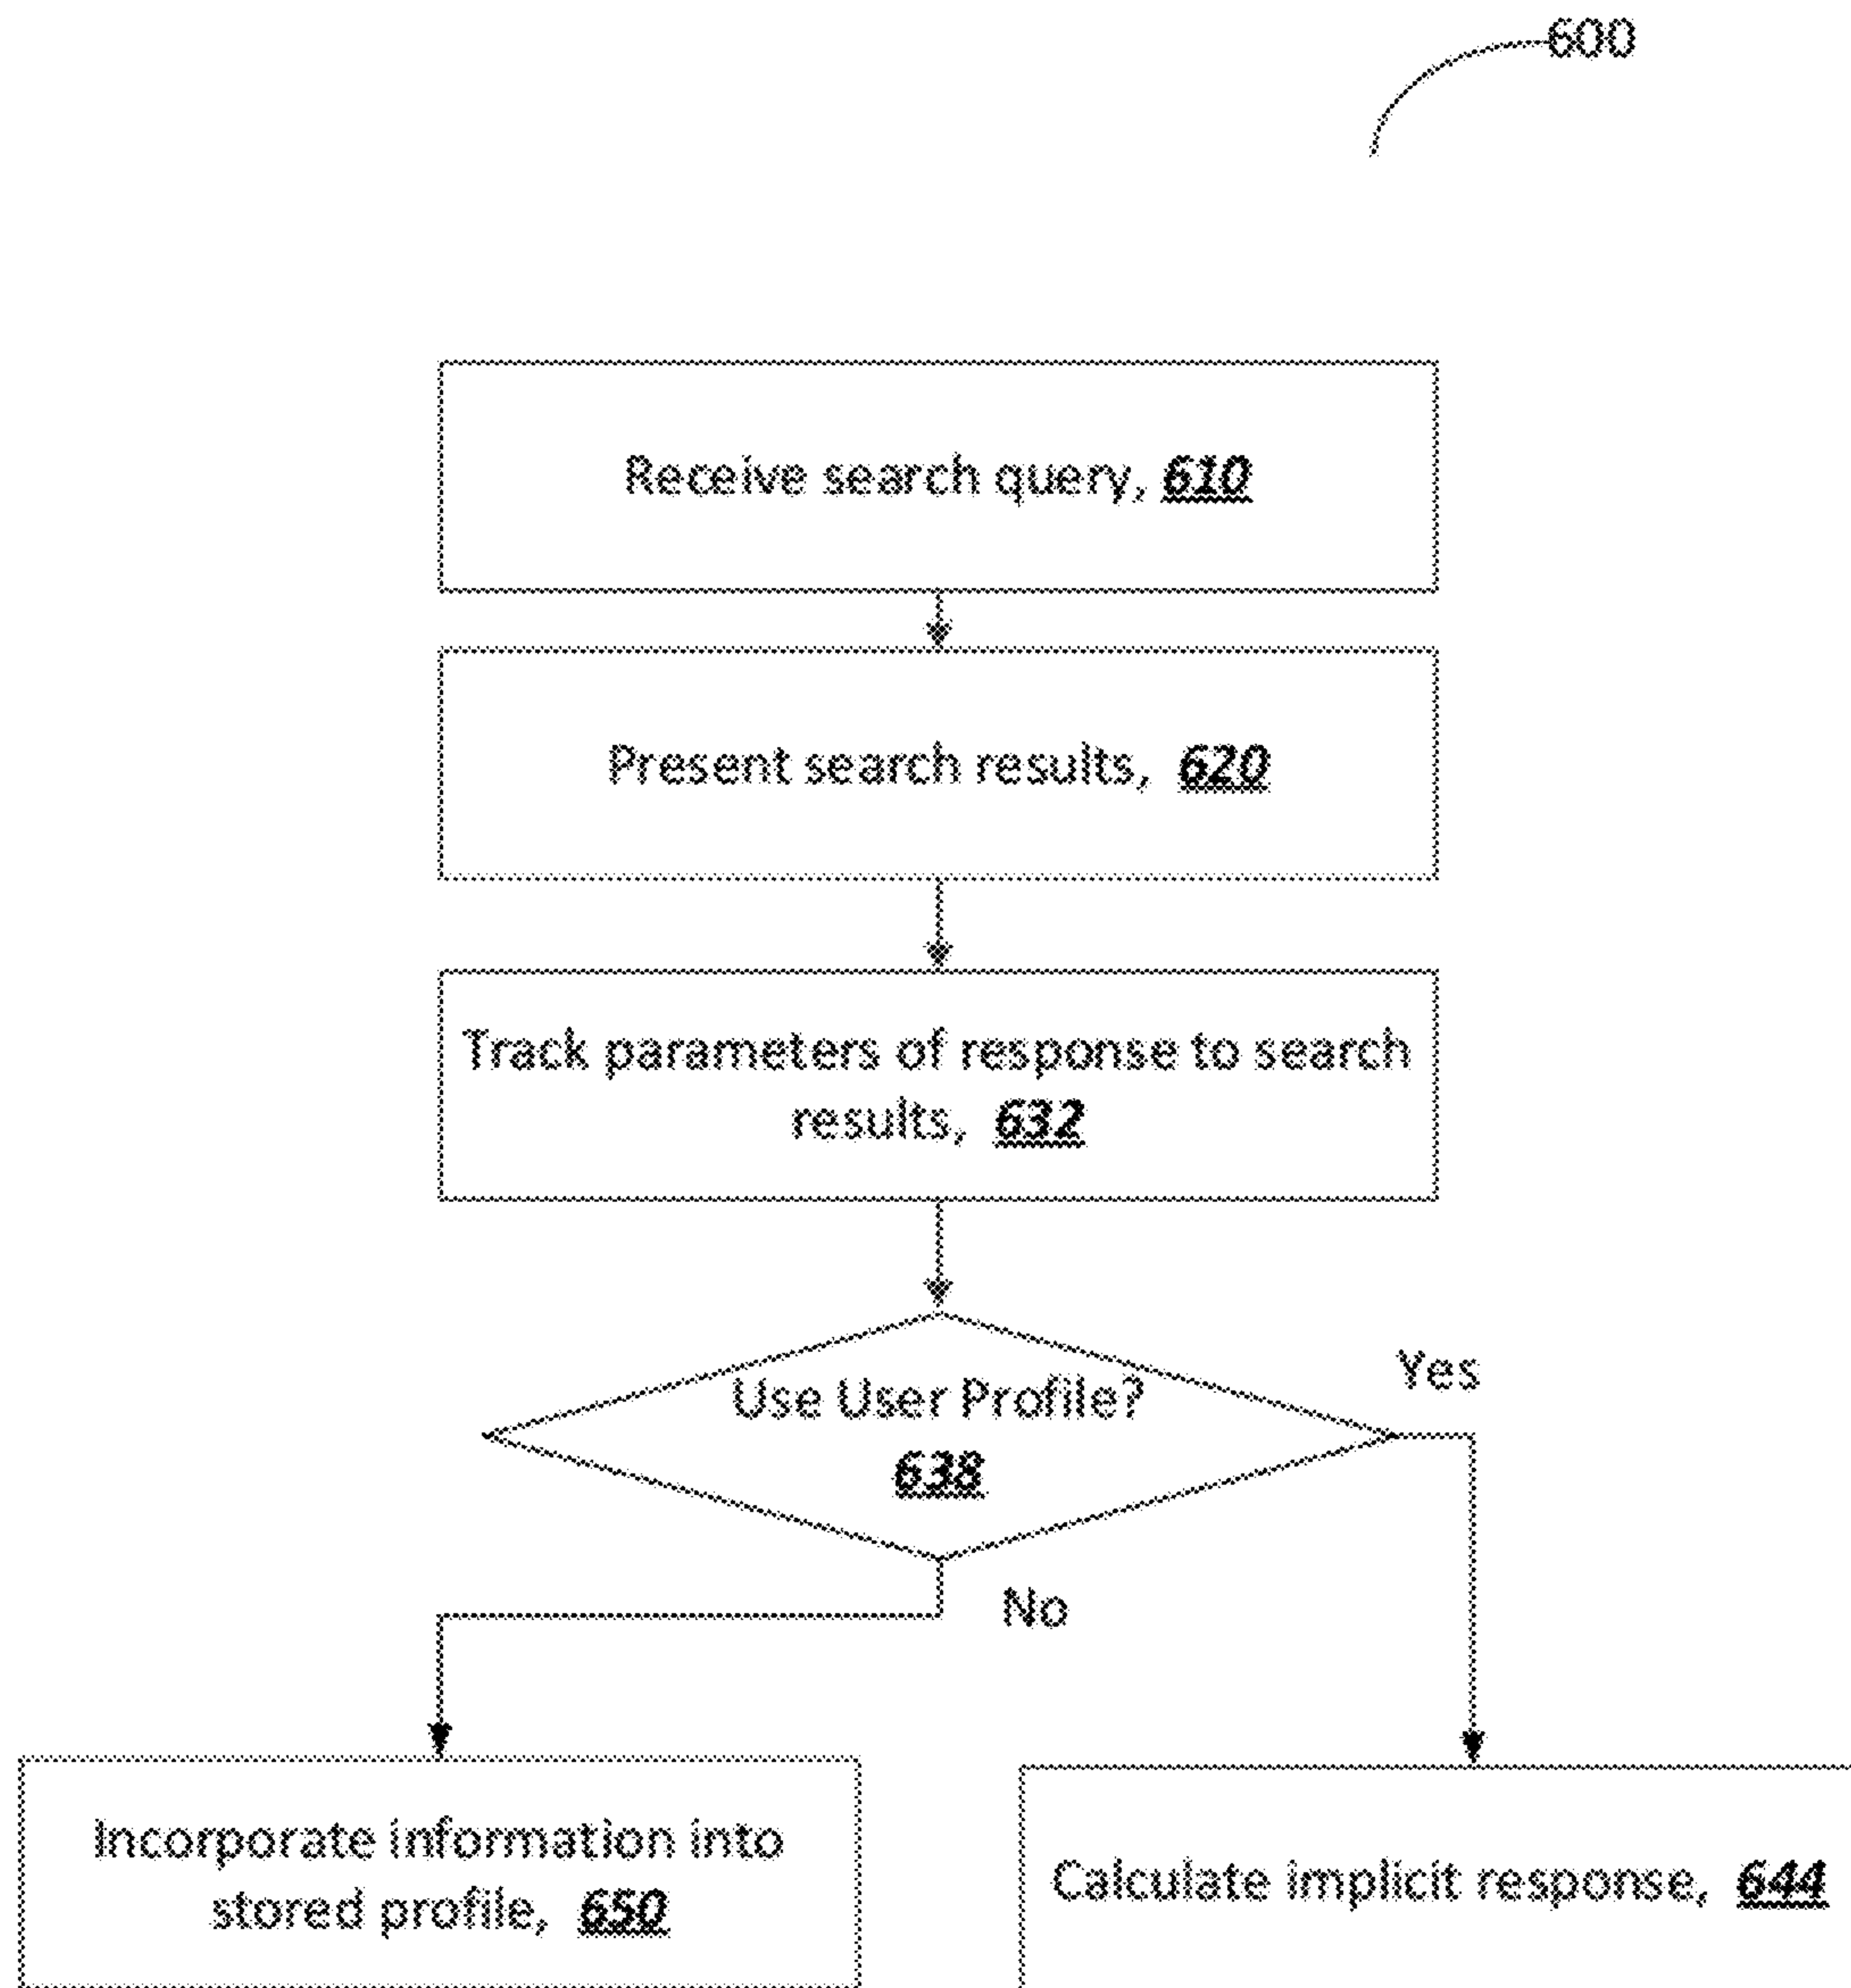 600
Receive search query, 610
Present search results, 620
Track parameters of response to search
results, 632
Use User Profile?
638
Yes
No
Incorporate information into
stored profile, 650
Calculate implicit response, 644